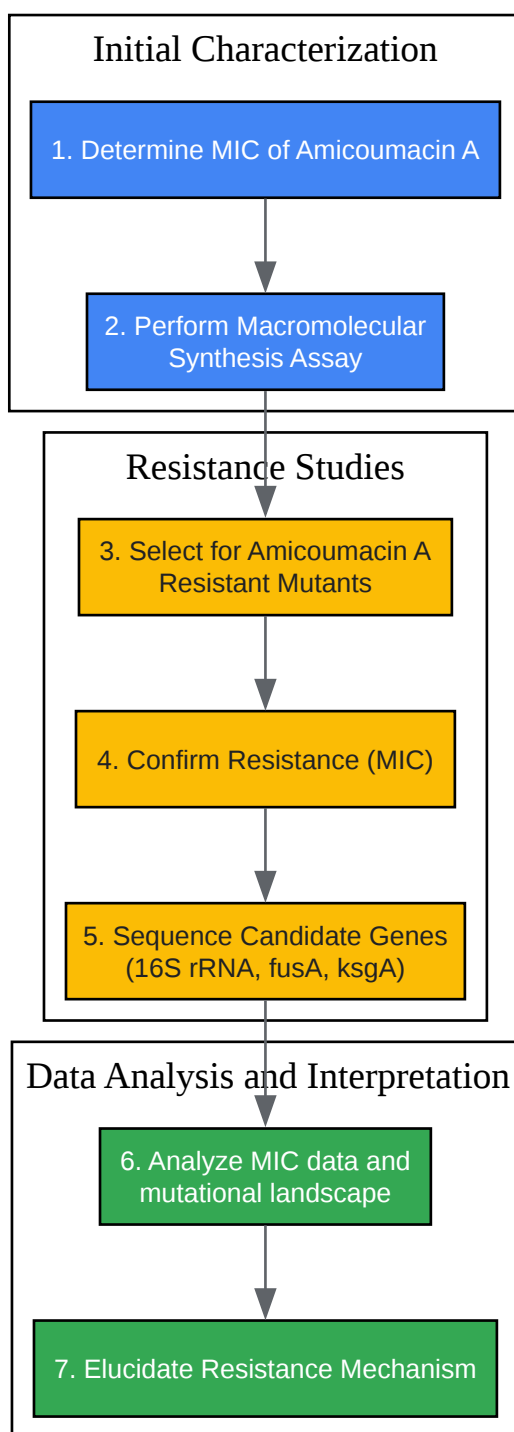 Initial Characterization
1. Determine MIC of Amicoumacin A
2. Perform Macromolecular
Synthesis Assay
Resistance Studies
3. Select for Amicoumacin A
Resistant Mutants
4. Confirm Resistance (MIC)
5. Sequence Candidate Genes
(16S rRNA, fusA, ksgA)
Data Analysis and Interpretation
6. Analyze MIC data and
mutational landscape
7. Elucidate Resistance Mechanism